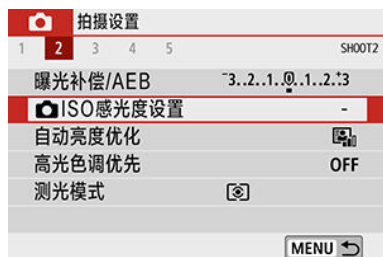 拍摄设置
1 2 3 4 5 SHOOT2
曝光补偿/AEB -3..2..1..0..1..2..+3
ISO感光度设置 -
自动亮度优化
高光色调优先 OFF
测光模式
MENU